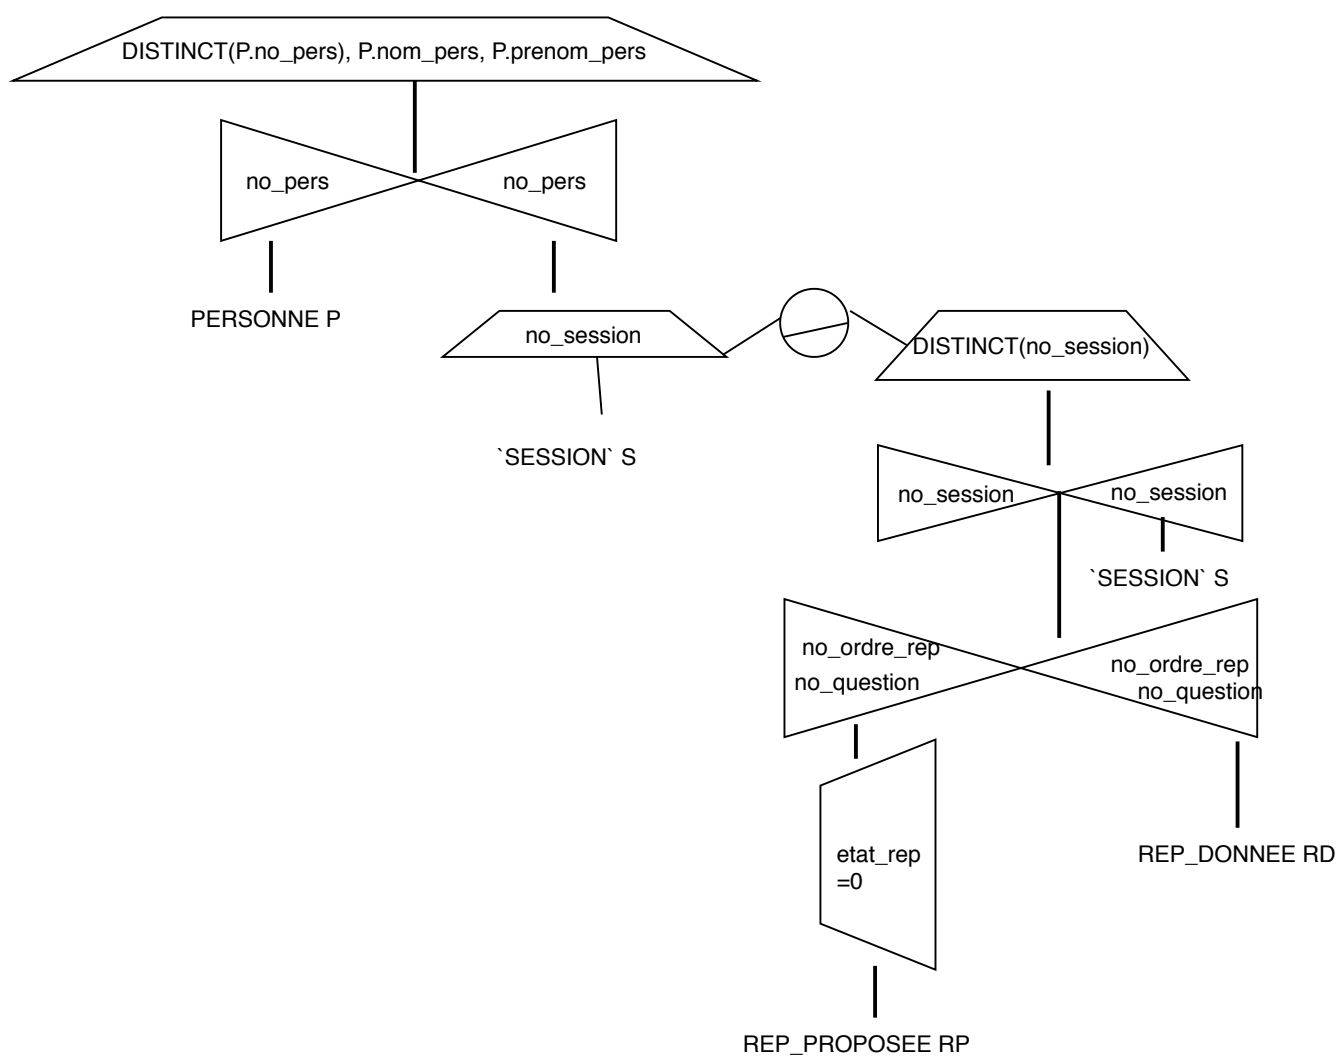 DISTINCT(P.no_pers), P.nom_pers, P.prenom_pers
no_pers
no_pers
PERSONNE P
no_session
DISTINCT(no_session)
`SESSION` S
no_session
no_session
`SESSION` S
no_ordre_rep
no_question
no_ordre_rep
no_question
etat_rep
=0
REP_DONNEE RD
REP_PROPOSEE RP